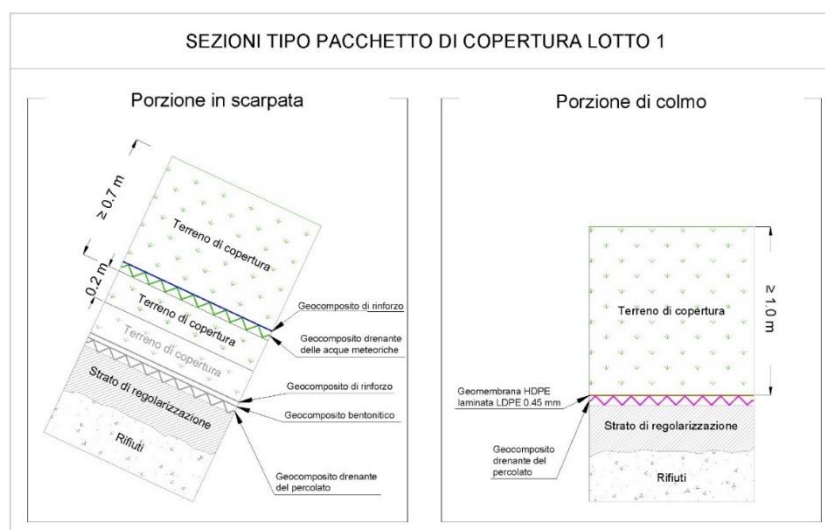 SEZIONI TIPO PACCHETTO DI COPERTURA LOTTO 1
Porzione in scarpata
≥ 0.7 m
0.2 m
Terreno di copertura
Terreno di copertura
Terreno di copertura
Strato di regolarizzazione
Rifiuti
Geocomposito di rinforzo
Geocomposito drenante
delle acque meteoriche
Geocomposito di rinforzo
Geocomposito bentonitico
Geocomposito drenante
del percolato
Porzione di colmo
Terreno di copertura
≥ 1.0 m
Geomembrana HDPE
laminata LDPE 0.45 mm
Geocomposito
drenante del
percolato
Strato di regolarizzazione
Rifiuti